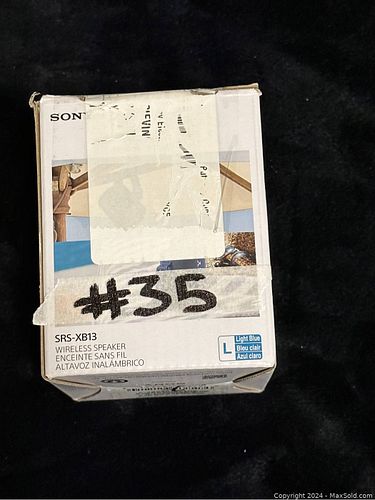 SONY
#35
SRS-XB13
WIRELESS SPEAKER
ENCEINTE SANS FIL
ALTAVOZ INALÁMBRICO
L
Light Blue
Bleu clair
Azul claro
Copyright 2024 - MaxSold.com